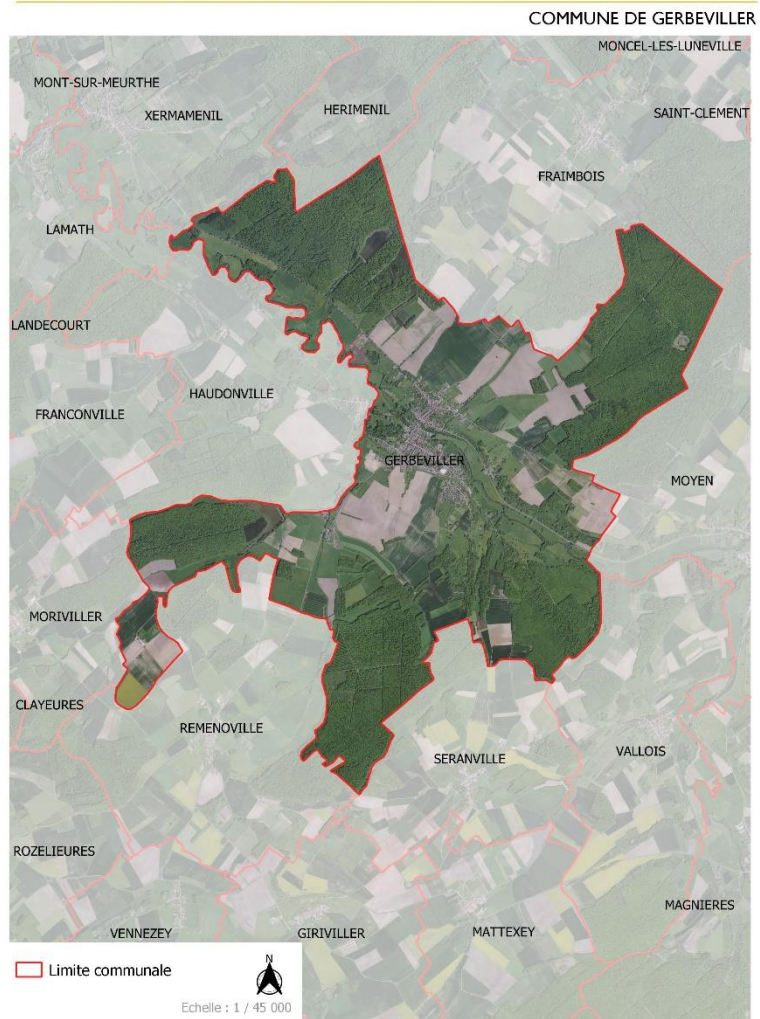 COMMUNE DE GERBEVILLER
MONCEL-LES-LUNEVILLE
MONT-SUR-MEURTHE
HERIMENIL
XERMAMENIL
SAINT-CLEMENT
FRAIMBOIS
LAMATH
LANDECOURT
HAUDONVILLE
FRANCONVILLE
GERBEVILLER
MOYEN
MORIVILLER
CLAYEURES
REMENOVILLE
VALLOIS
SERANVILLE
ROZELIEURES
MAGNIERES
VENNEZEY
GIRIVILLER
MATTEXEY
Limite communale
N
Echelle : 1 / 45 000